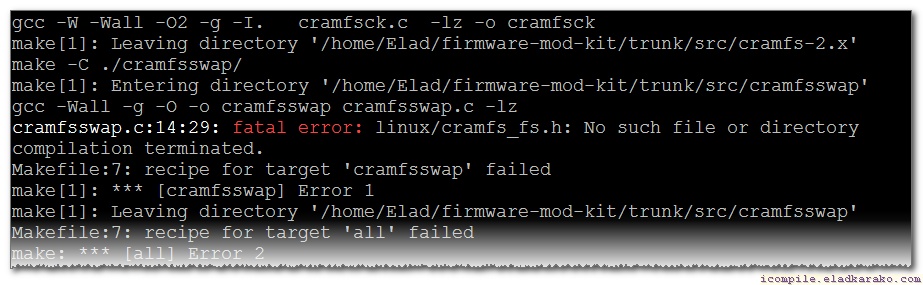 gcc -W -Wall -O2 -g -I.   cramfsck.c  -lz -o cramfsck
make[1]: Leaving directory '/home/Elad/firmware-mod-kit/trunk/src/cramfs-2.x'
make -C ./cramfsswap/
make[1]: Entering directory '/home/Elad/firmware-mod-kit/trunk/src/cramfsswap'
gcc -Wall -g -O -o cramfsswap cramfsswap.c -lz
cramfsswap.c:14:29: fatal error: linux/cramfs_fs.h: No such file or directory
compilation terminated.
Makefile:7: recipe for target 'cramfsswap' failed
make[1]: *** [cramfsswap] Error 1
make[1]: Leaving directory '/home/Elad/firmware-mod-kit/trunk/src/cramfsswap'
Makefile:7: recipe for target 'all' failed
make: *** [all] Error 2
icompile.eladkarako.com